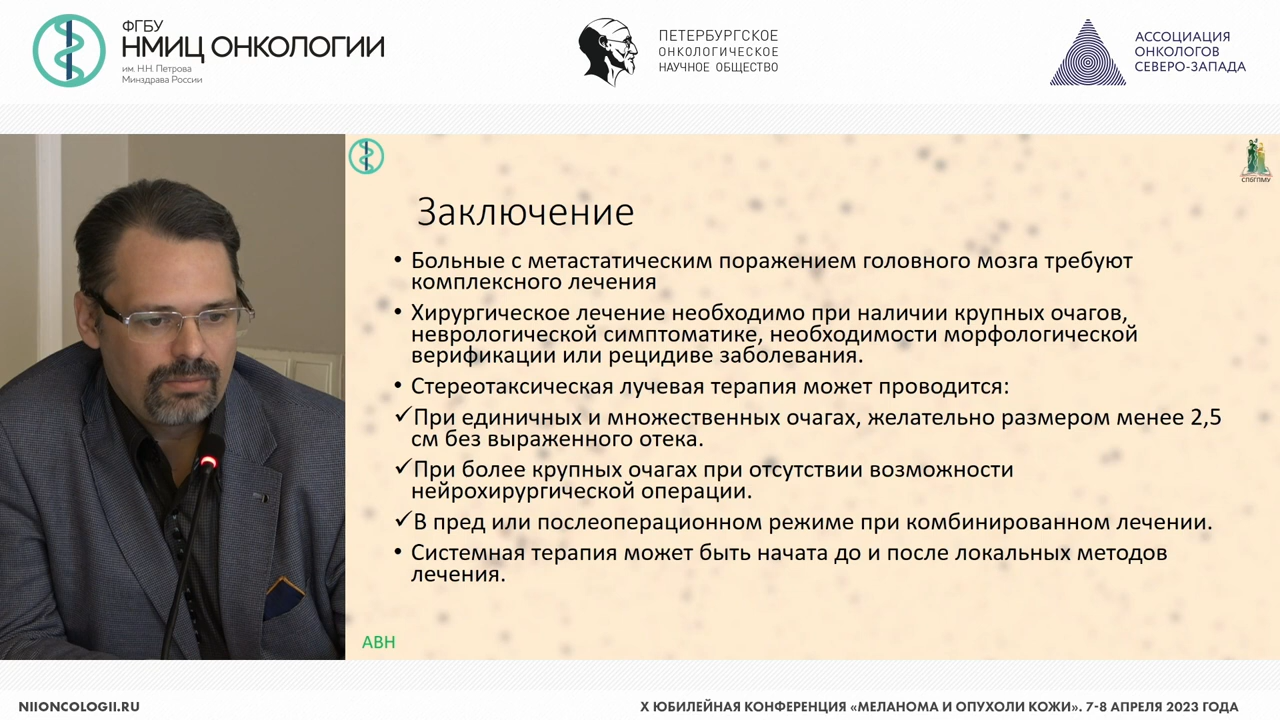 ФГБУ
НМИЦ ОНКОЛОГИИ
им. Н.Н. Петрова
Минздрава России
ПЕТЕРБУРГСКОЕ
ОНКОЛОГИЧЕСКОЕ
НАУЧНОЕ ОБЩЕСТВО
АССОЦИАЦИЯ
ОНКОЛОГОВ
СЕВЕРО-ЗАПАДА
СПбГПМУ
Заключение
• Больные с метастатическим поражением головного мозга требуют
комплексного лечения
• Хирургическое лечение необходимо при наличии крупных очагов,
неврологической симптоматике, необходимости морфологической
верификации или рецидиве заболевания.
• Стереотаксическая лучевая терапия может проводится:
✓При единичных и множественных очагах, желательно размером менее 2,5
см без выраженного отека.
✓При более крупных очагах при отсутствии возможности
нейрохирургической операции.
✓В пред или послеоперационном режиме при комбинированном лечении.
• Системная терапия может быть начата до и после локальных методов
лечения.
АВН
NIIONCOLOGII.RU
X ЮБИЛЕЙНАЯ КОНФЕРЕНЦИЯ «МЕЛАНОМА И ОПУХОЛИ КОЖИ». 7-8 АПРЕЛЯ 2023 ГОДА